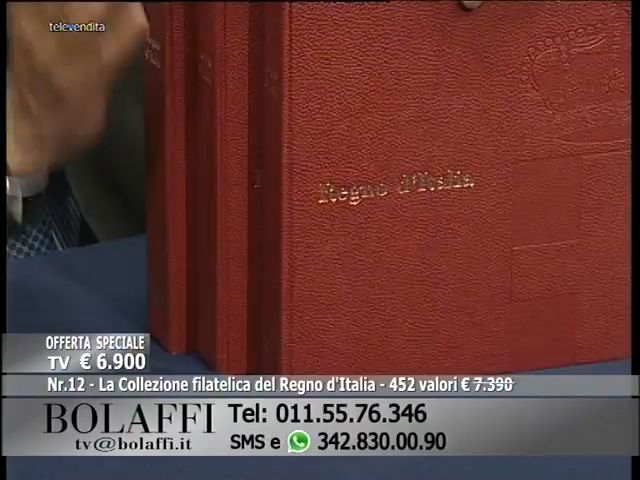 televendita
Regno d'Italia
OFFERTA SPECIALE
TV € 6.900
Nr.12 - La Collezione filatelica del Regno d'Italia - 452 valori € 7.390
BOLAFFI
tv@bolaffi.it
Tel: 011.55.76.346
SMS e 342.830.00.90